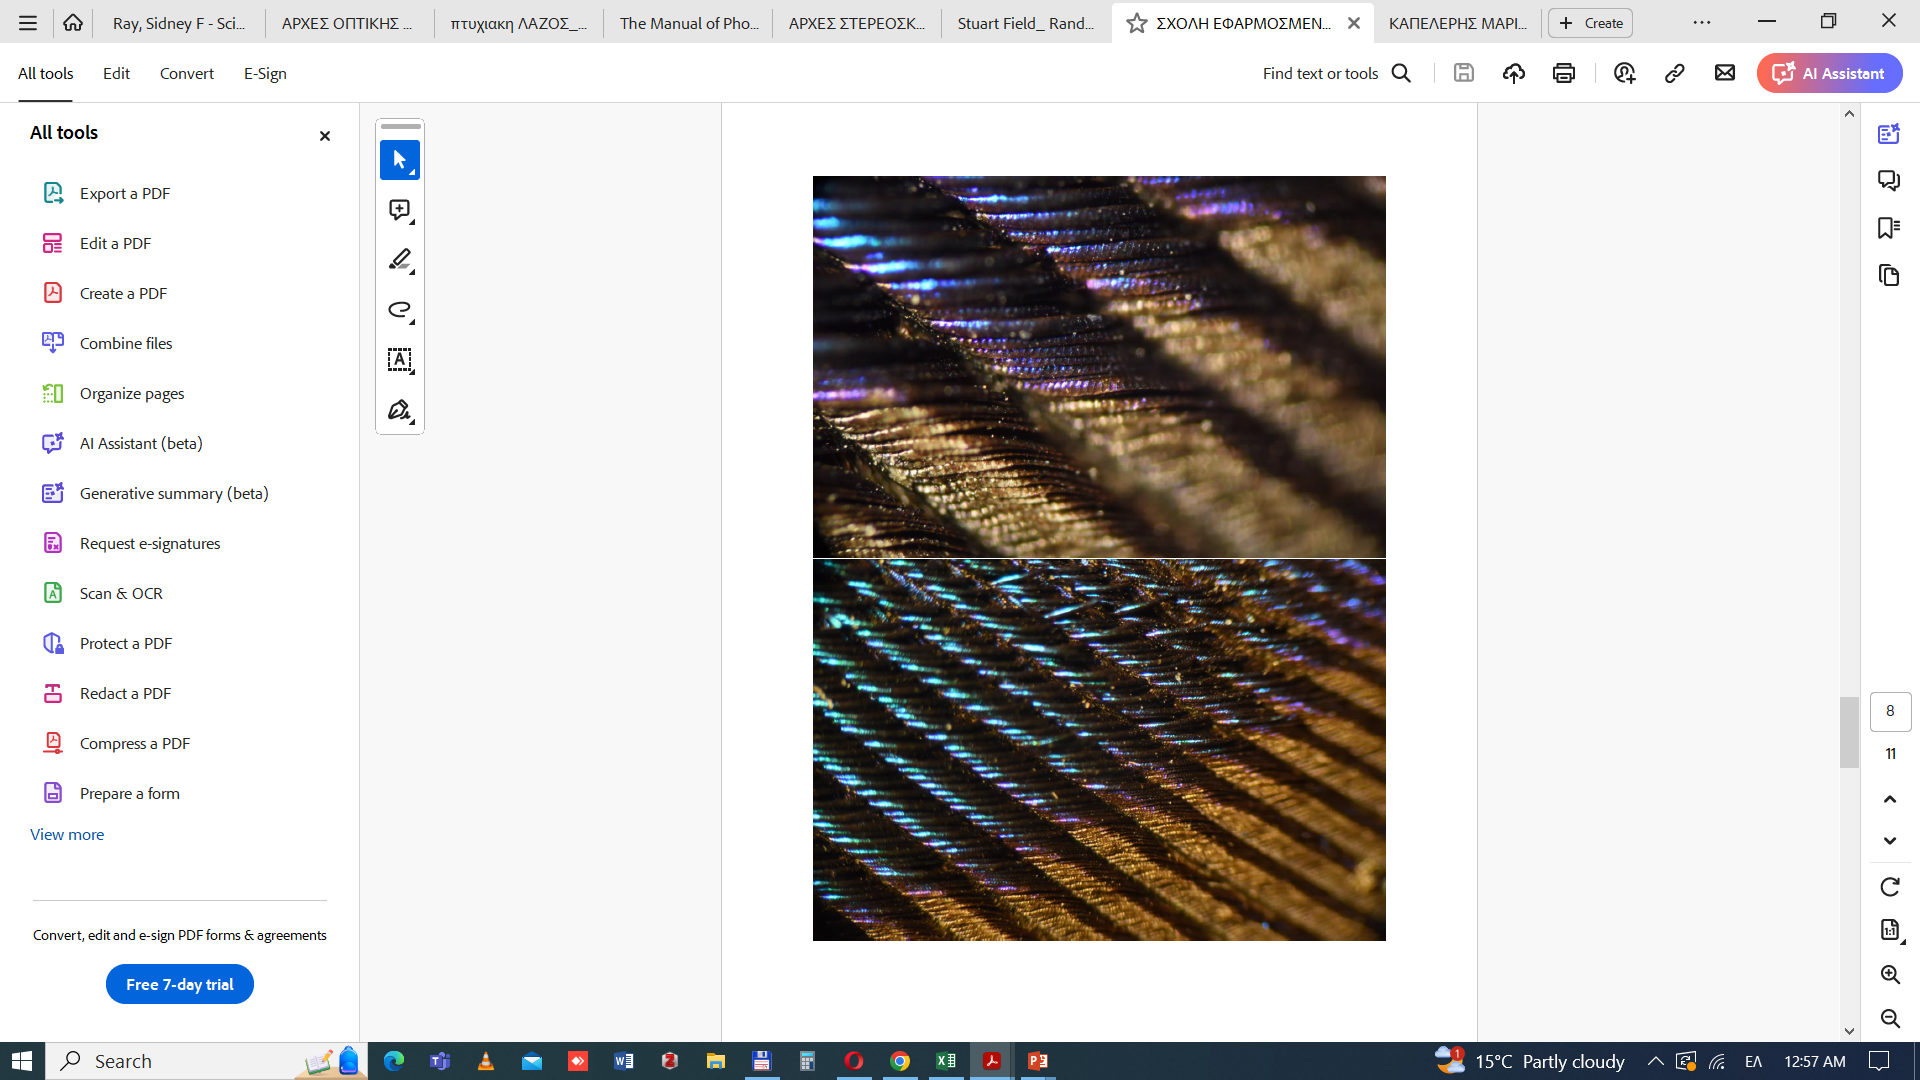 Ray, Sidney F - Sci...
ΑΡΧΕΣ ΟΠΤΙΚΗΣ ...
πτυχιακη ΛΑΖΟΣ_...
The Manual of Pho...
ΑΡΧΕΣ ΣΤΕΡΕΟΣΚ...
Stuart Field_ Rand...
ΣΧΟΛΗ ΕΦΑΡΜΟΣΜΕΝ...
ΚΑΠΕΛΕΡΗΣ ΜΑΡΙ...
Create
All tools
Edit
Convert
E-Sign
Find text or tools
AI Assistant
All tools
Export a PDF
Edit a PDF
Create a PDF
Combine files
Organize pages
AI Assistant (beta)
Generative summary (beta)
Request e-signatures
Scan & OCR
Protect a PDF
Redact a PDF
Compress a PDF
Prepare a form
View more
Convert, edit and e-sign PDF forms & agreements
Free 7-day trial
8
11
Search
1
15°C Partly cloudy
ΕΛ
12:57 AM